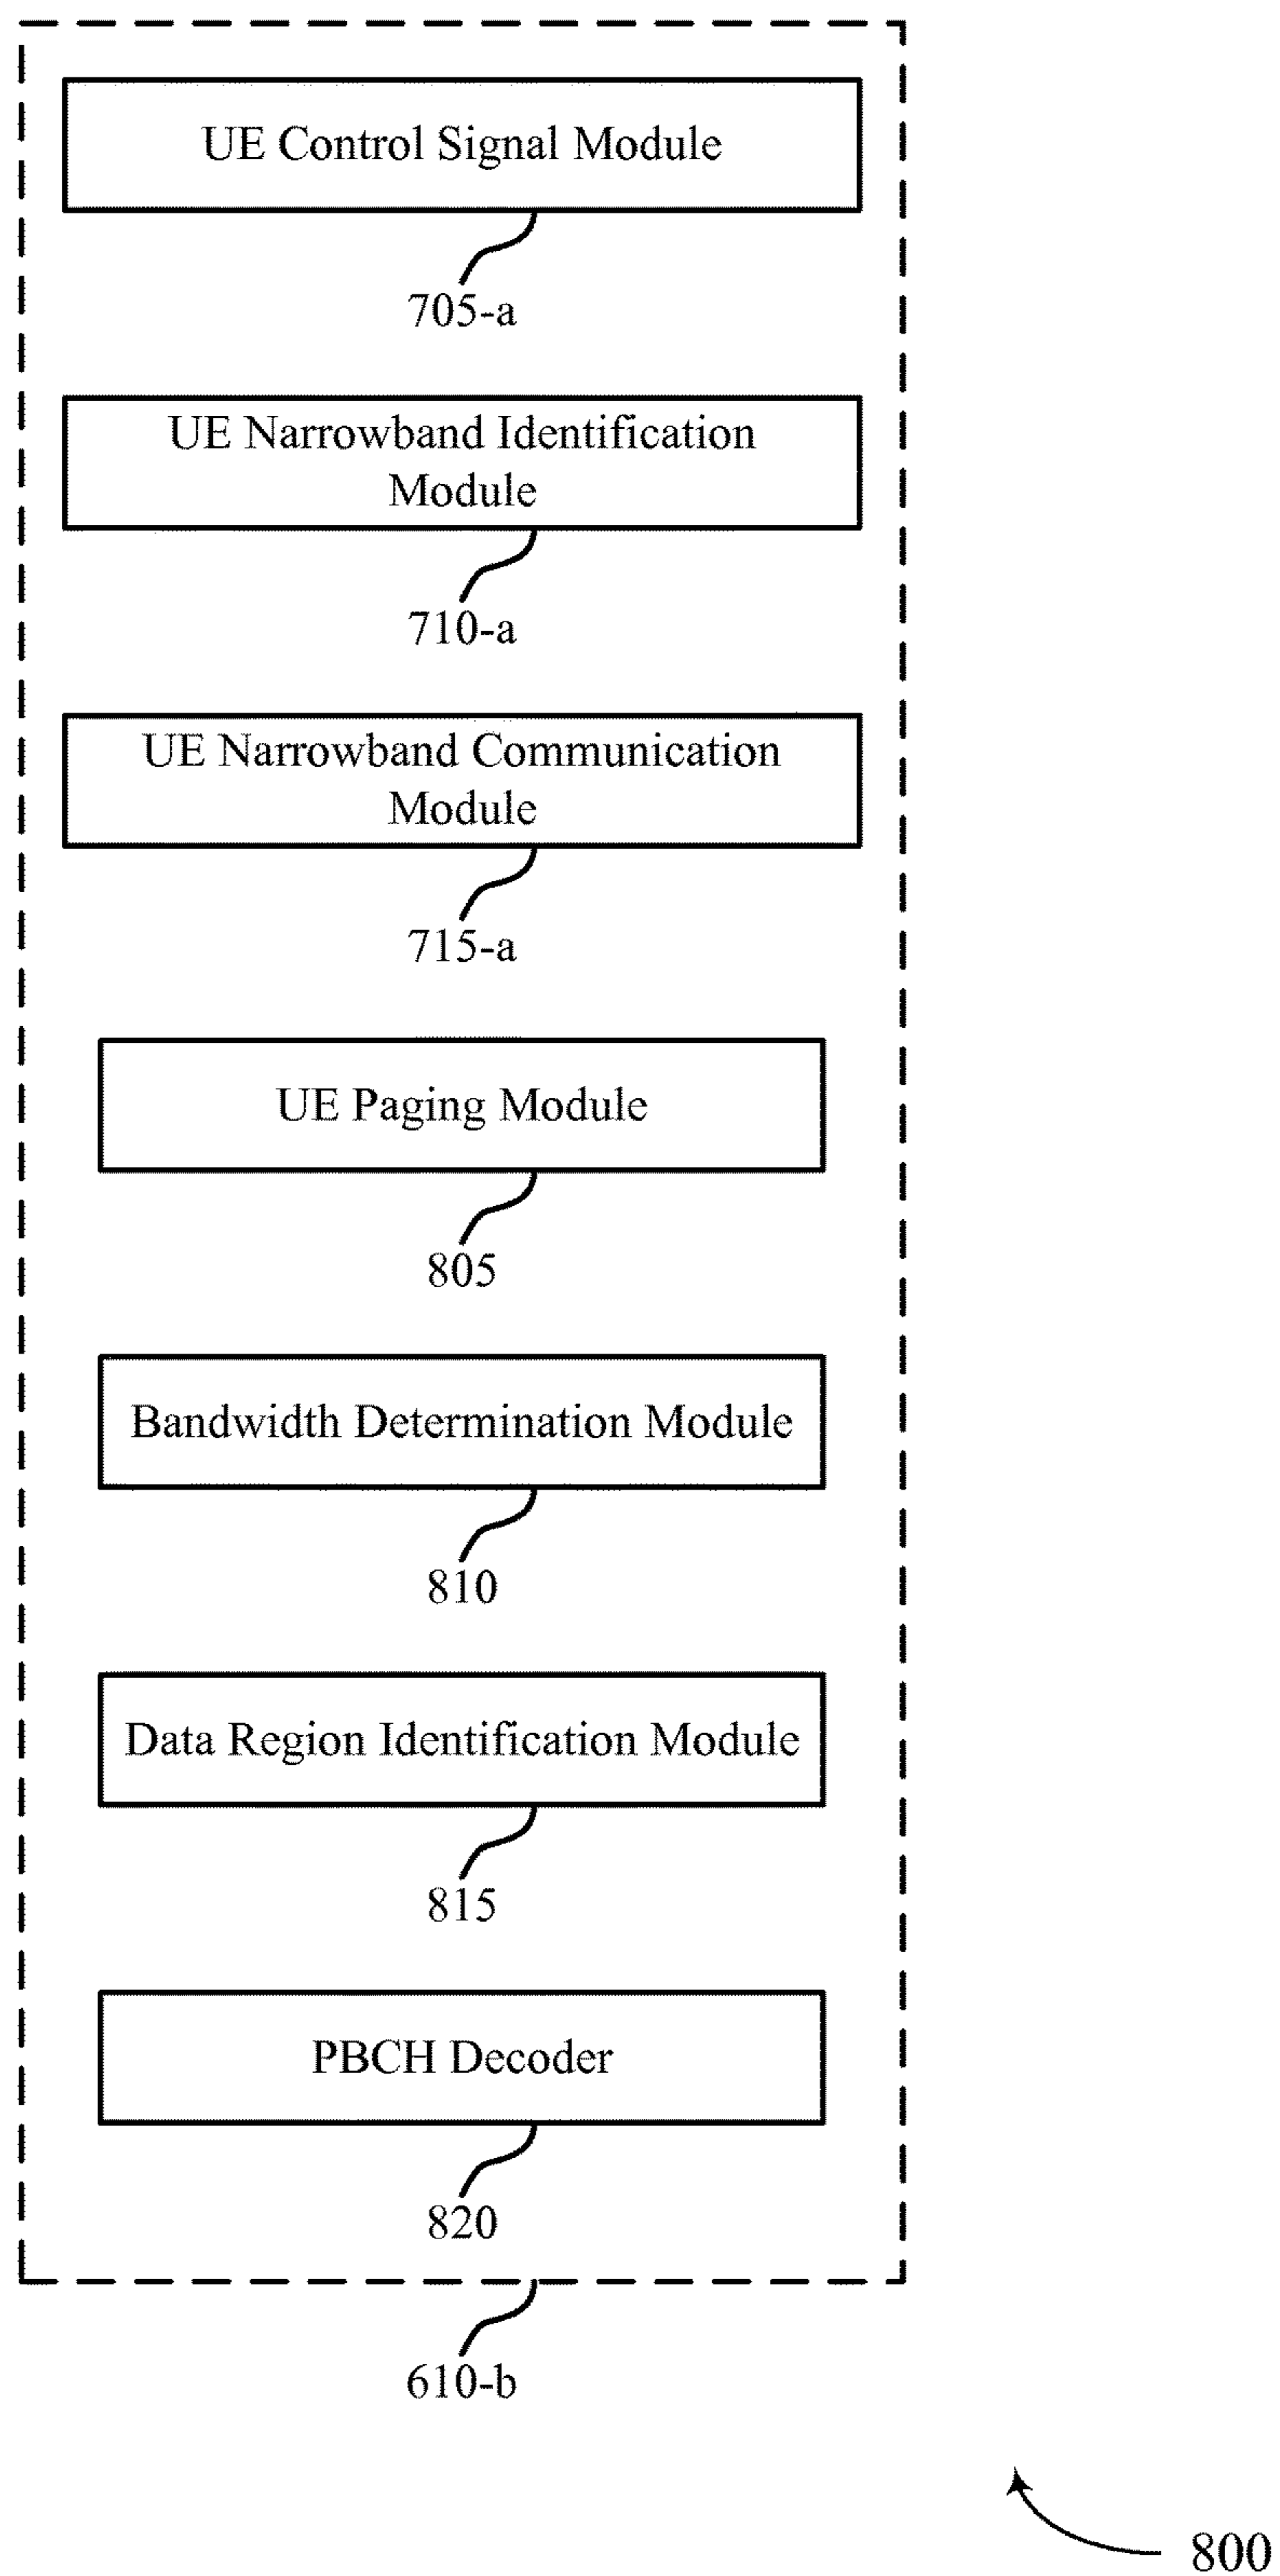 UE Control Signal Module
705-a
UE Narrowband Identification
Module
710-a
UE Narrowband Communication
Module
715-a
UE Paging Module
805
Bandwidth Determination Module
810
Data Region Identification Module
815
PBCH Decoder
820
610-b
800